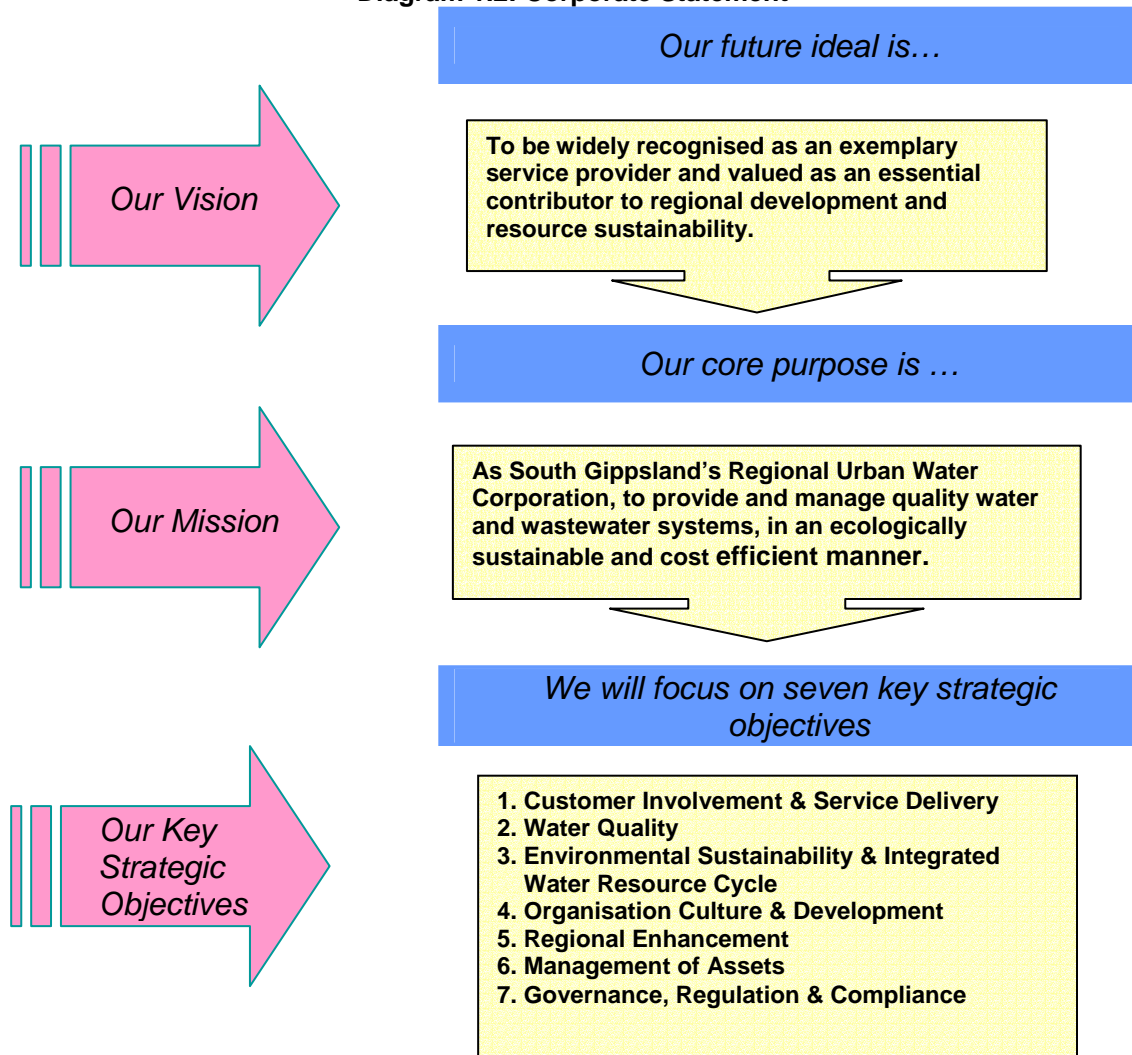 Diagram 1.2: Corporate Statement
Our future ideal is…
Our Vision
To be widely recognised as an exemplary
service provider and valued as an essential
contributor to regional development and
resource sustainability.
Our core purpose is …
Our Mission
As South Gippsland’s Regional Urban Water
Corporation, to provide and manage quality water
and wastewater systems, in an ecologically
sustainable and cost efficient manner.
We will focus on seven key strategic
objectives
Our Key
Strategic
Objectives
1. Customer Involvement & Service Delivery
2. Water Quality
3. Environmental Sustainability & Integrated
Water Resource Cycle
4. Organisation Culture & Development
5. Regional Enhancement
6. Management of Assets
7. Governance, Regulation & Compliance